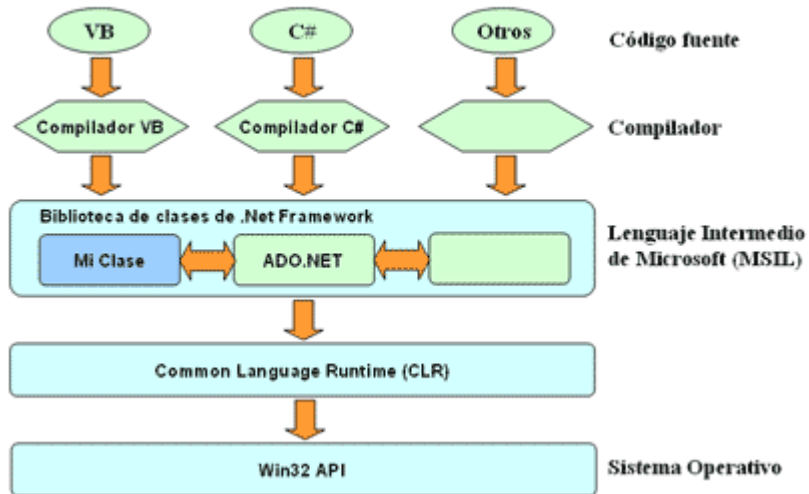 VB
C#
Otros
Código fuente
Compilador VB
Compilador C#
Compilador
Biblioteca de clases de .Net Framework
Mi Clase
ADO.NET
Lenguaje Intermedio
de Microsoft (MSIL)
Common Language Runtime (CLR)
Win32 API
Sistema Operativo